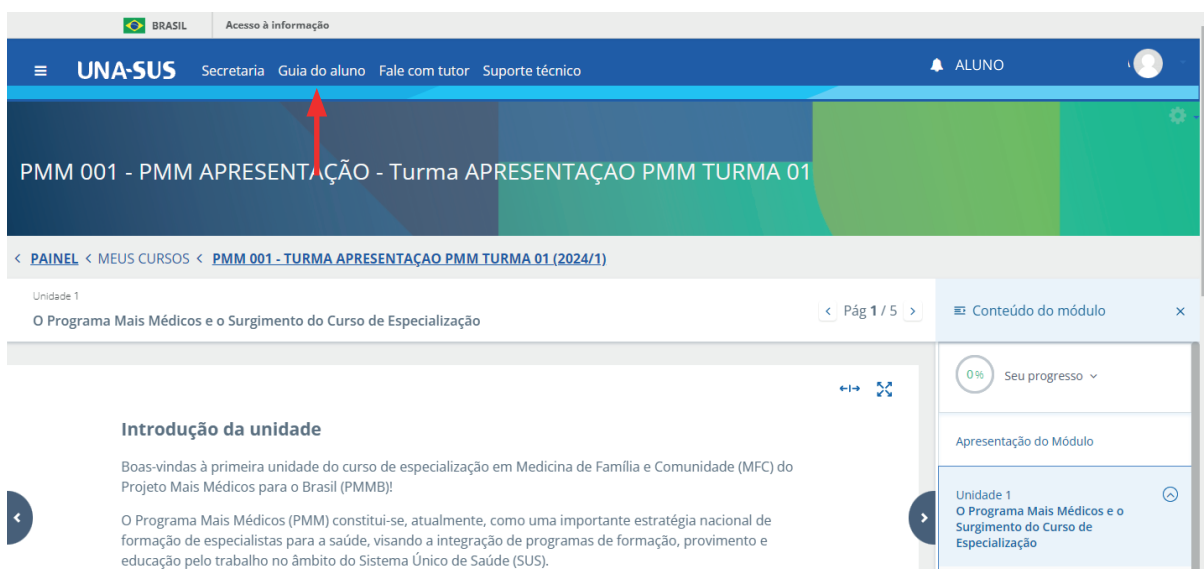 BRASIL Acesso à informação
UNA-SUS Secretaria Guia do aluno Fale com tutor Suporte técnico ALUNO
PMM 001 - PMM APRESENTAÇÃO - Turma APRESENTAÇAO PMM TURMA 01
< PAINEL < MEUS CURSOS < PMM 001 - TURMA APRESENTAÇAO PMM TURMA 01 (2024/1)
Unidade 1
O Programa Mais Médicos e o Surgimento do Curso de Especialização
< Pág 1 / 5 >
Conteúdo do módulo ×
0% Seu progresso
Introdução da unidade
Apresentação do Módulo
Boas-vindas à primeira unidade do curso de especialização em Medicina de Família e Comunidade (MFC) do
Projeto Mais Médicos para o Brasil (PMMB)!
O Programa Mais Médicos (PMM) constitui-se, atualmente, como uma importante estratégia nacional de
formação de especialistas para a saúde, visando a integração de programas de formação, provimento e
educação pelo trabalho no âmbito do Sistema Único de Saúde (SUS).
Unidade 1
O Programa Mais Médicos e o
Surgimento do Curso de
Especialização